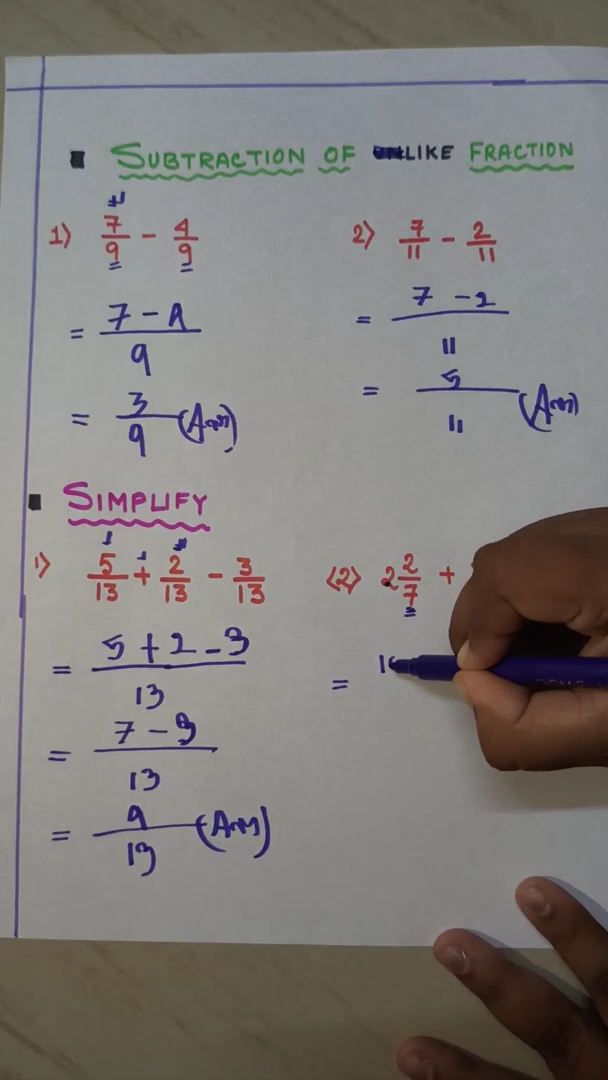 SUBTRACTION OF LIKE FRACTION
1) 7/9 - 4/9
= 7 - 4 / 9
= 3/9 (Ans)
2) 7/11 - 2/11
= 7 - 2 / 11
= 5/11 (Ans)
SIMPLIFY
1) 5/13 + 2/13 - 3/13
= 5 + 2 - 3 / 13
= 7 - 3 / 13
= 4/13 (Ans)
(2) 2 2/7 +
= 1